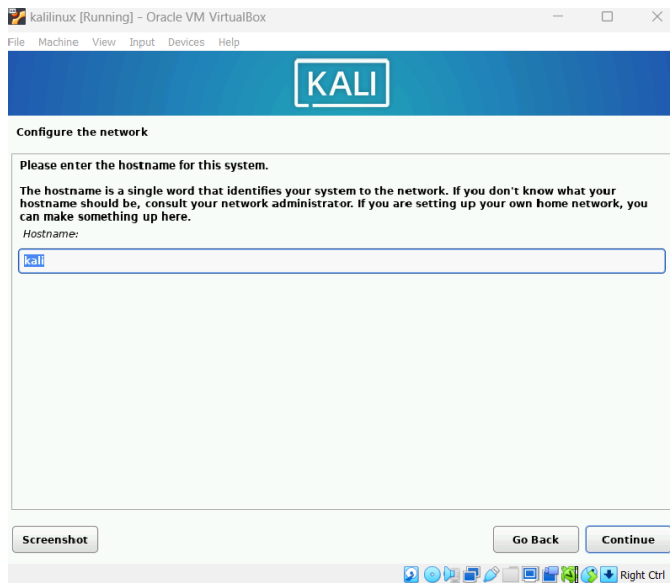 kalilinux [Running] - Oracle VM VirtualBox
File Machine View Input Devices Help
KALI
Configure the network
Please enter the hostname for this system.
The hostname is a single word that identifies your system to the network. If you don't know what your
hostname should be, consult your network administrator. If you are setting up your own home network, you
can make something up here.
Hostname:
kali
Screenshot
Go Back Continue
Right Ctrl